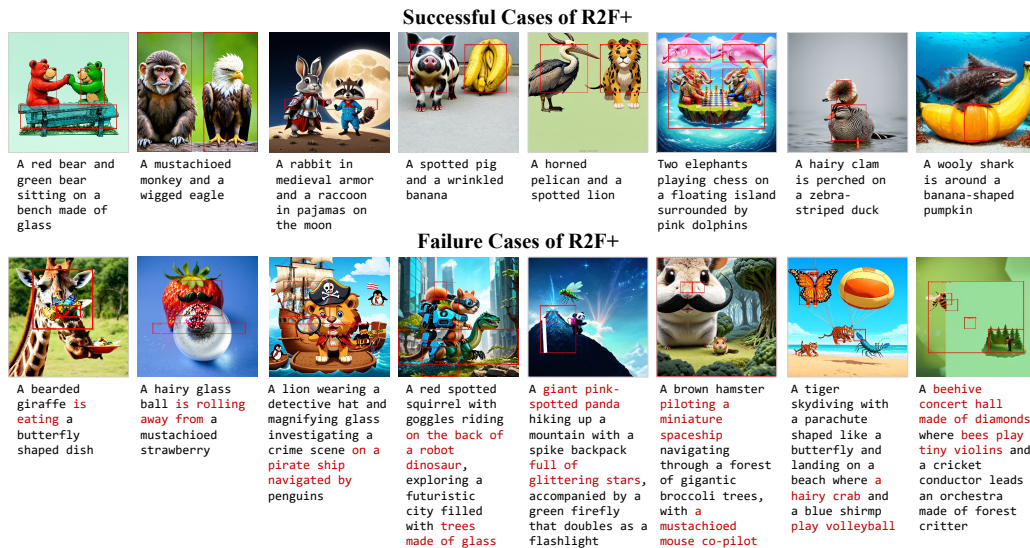 Successful Cases of R2F+
A red bear and
green bear
sitting on a
bench made of
glass
A mustachioed
monkey and a
wigged eagle
A rabbit in
medieval armor
and a raccoon
in pajamas on
the moon
A spotted pig
and a wrinkled
banana
A horned
pelican and a
spotted lion
Two elephants
playing chess on
a floating island
surrounded by
pink dolphins
A hairy clam
is perched on
a zebra-
striped duck
A wooly shark
is around a
banana-shaped
pumpkin
Failure Cases of R2F+
A bearded
giraffe is
eating a
butterfly
shaped dish
A hairy glass
ball is rolling
away from a
mustachioed
strawberry
A lion wearing a
detective hat and
magnifying glass
investigating a
crime scene on a
pirate ship
navigated by
penguins
A red spotted
squirrel with
goggles riding
on the back of
a robot
dinosaur,
exploring a
futuristic
city filled
with trees
made of glass
A giant pink-
spotted panda
hiking up a
mountain with a
spike backpack
full of
glittering stars,
accompanied by a
green firefly
that doubles as a
flashlight
A brown hamster
piloting a
miniature
spaceship
navigating
through a forest
of gigantic
broccoli trees,
with a
mustachioed
mouse co-pilot
A tiger
skydiving with
a parachute
shaped like a
butterfly and
landing on a
beach where a
hairy crab and
a blue shirmp
play volleyball
A beehive
concert hall
made of diamonds
where bees play
tiny violins and
a cricket
conductor leads
an orchestra
made of forest
critter